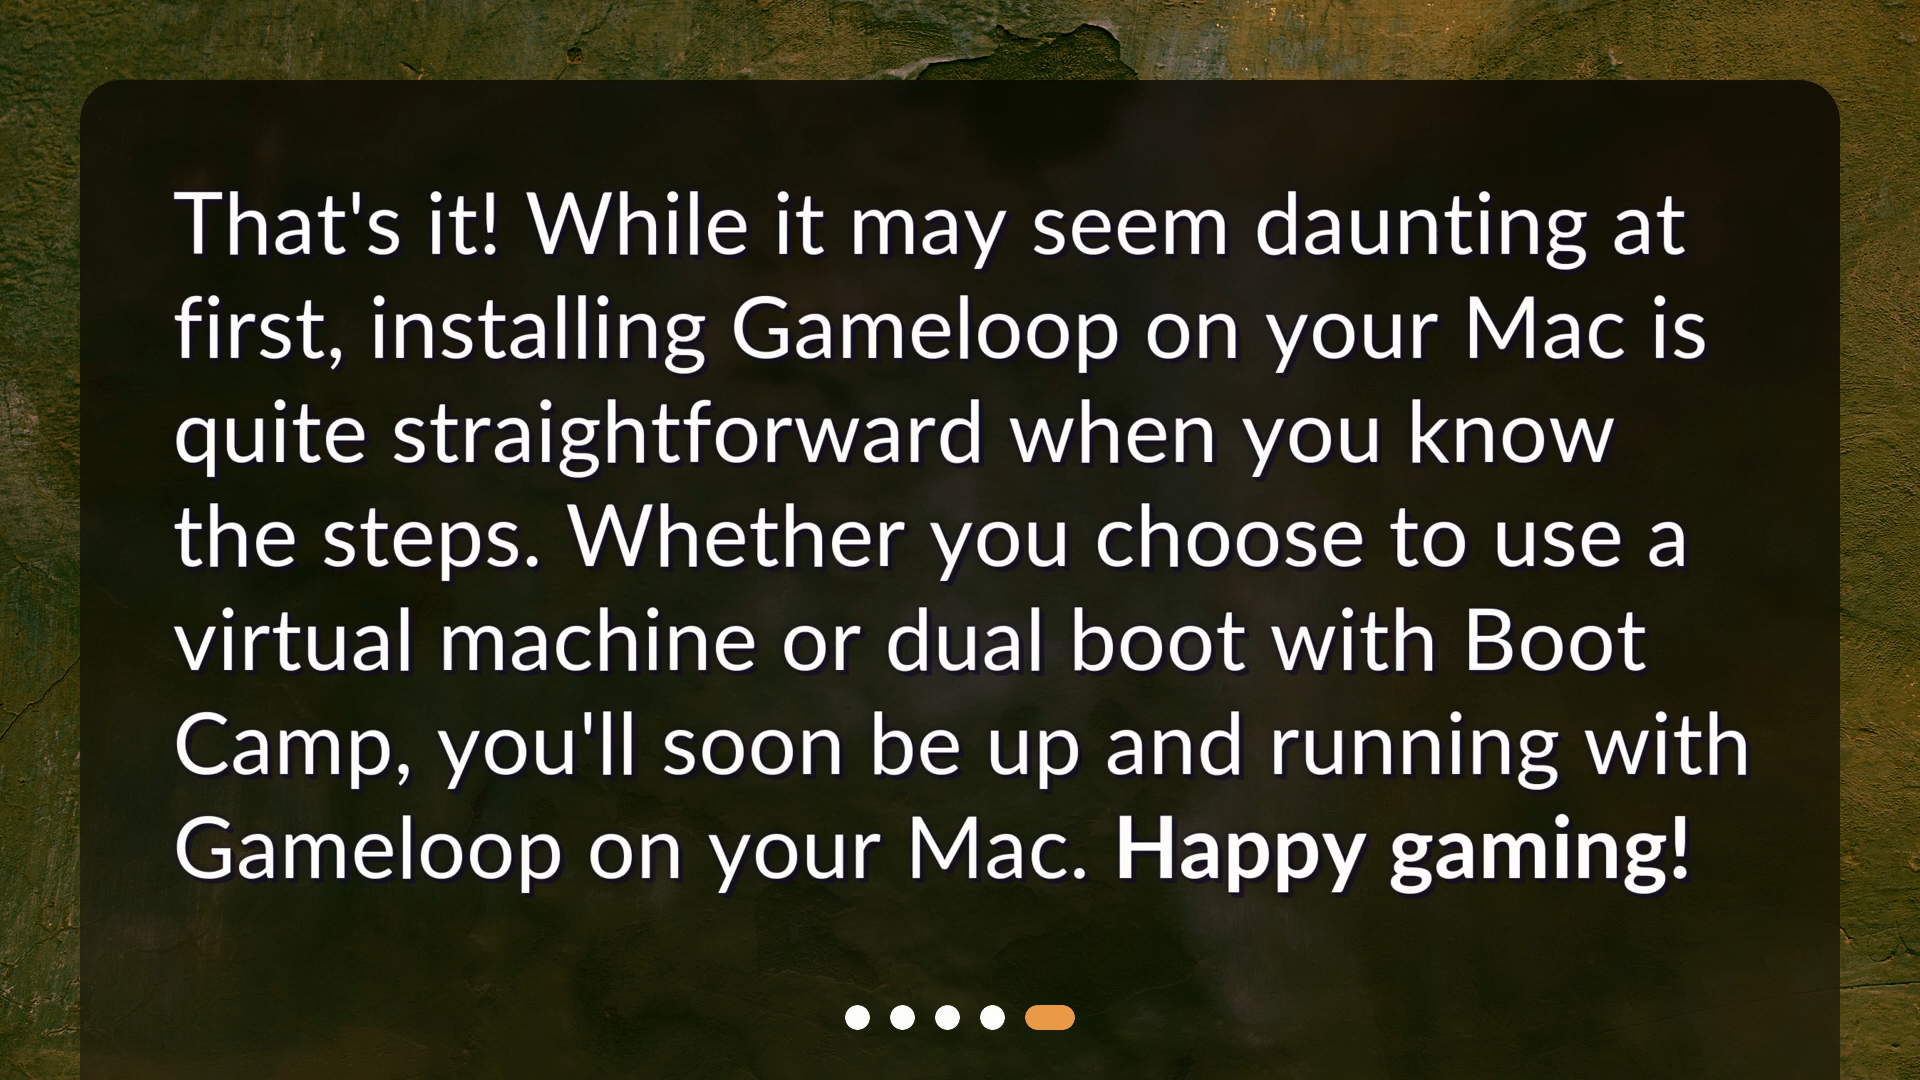 That's it! While it may seem daunting at
first, installing Gameloop on your Mac is
quite straightforward when you know
the steps. Whether you choose to use a
virtual machine or dual boot with Boot
Camp, you'll soon be up and running with
Gameloop on your Mac. Happy gaming!